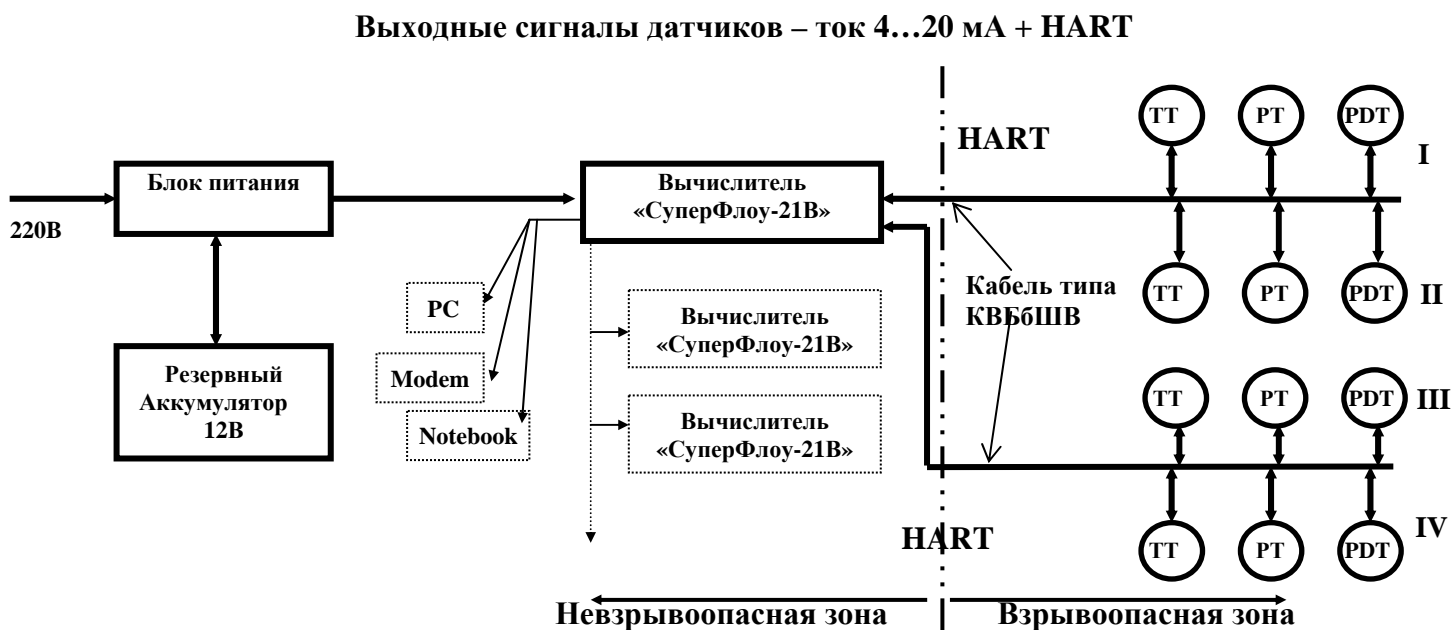 Выходные сигналы датчиков – ток 4…20 мА + HART
TT
PT
PDT
I
HART
220В
Блок питания
Вычислитель
«СуперФлоу-21В»
TT
PT
PDT
II
Кабель типа
КВБбШВ
PC
Modem
Notebook
Вычислитель
«СуперФлоу-21В»
Вычислитель
«СуперФлоу-21В»
Резервный
Аккумулятор
12В
TT
PT
PDT
III
TT
PT
PDT
IV
HART
Невзрывоопасная зона
Взрывоопасная зона